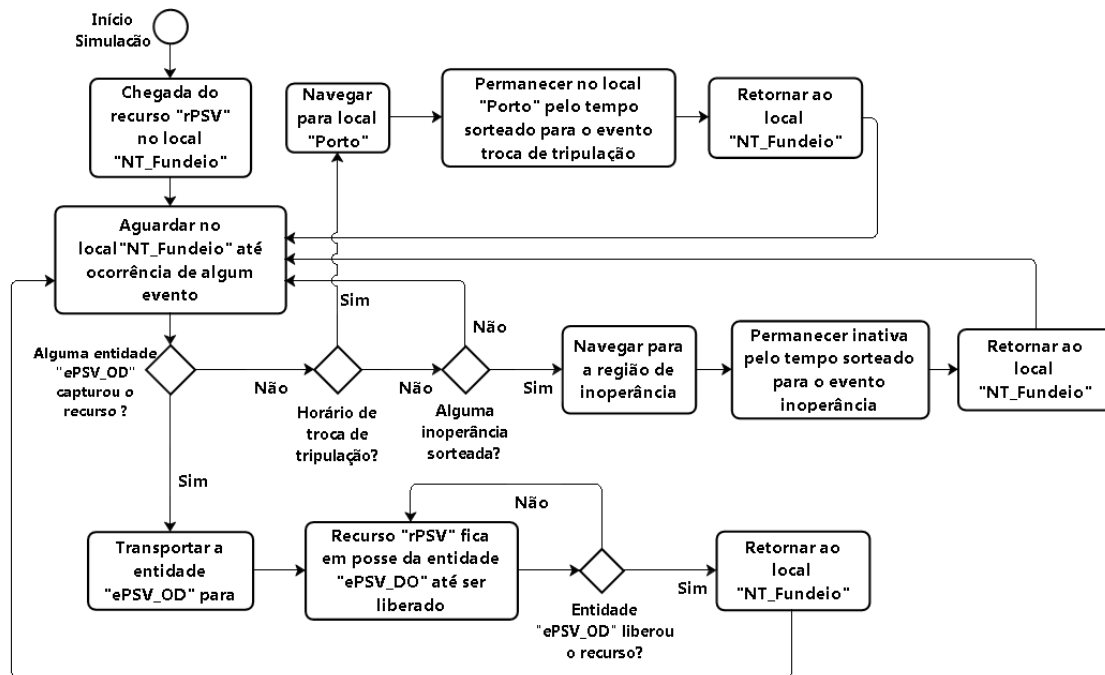 Início
Simulacão
Chegada do
recurso "rPSV"
no local
"NT_Fundeio"
Navegar
para local
"Porto"
Permanecer no local
"Porto" pelo tempo
sorteado para o evento
troca de tripulação
Retornar ao
local
"NT_Fundeio"
Aguardar no
local"NT_Fundeio" até
ocorrência de algum
evento
Sim
Não
Alguma entidade
"ePSV_OD"
capturou o
recurso ?
Não
Horário de
troca de
tripulação?
Não
Alguma
inoperância
sorteada?
Sim
Navegar para
a região de
inoperância
Permanecer inativa
pelo tempo sorteado
para o evento
inoperância
Retornar ao
local
"NT_Fundeio"
Sim
Não
Transportar a
entidade
"ePSV_OD" para
Recurso "rPSV" fica
em posse da entidade
"ePSV_DO" até ser
liberado
Entidade
"ePSV_OD" liberou
o recurso?
Sim
Retornar ao
local
"NT_Fundeio"